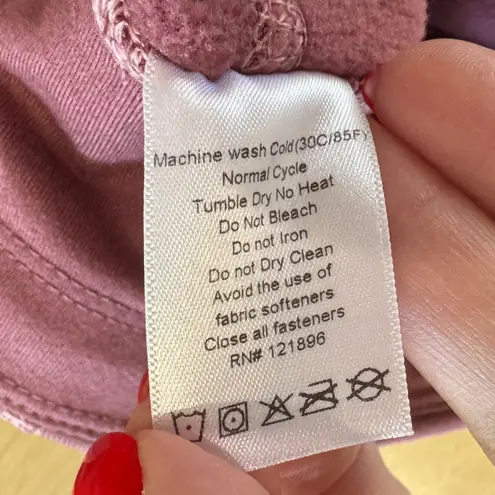 Machine wash Cold(30C/85F)
Normal Cycle
Tumble Dry No Heat
Do Not Bleach
Do not Iron
Do not Dry Clean
Avoid the use of
fabric softeners
Close all fasteners
RN# 121896